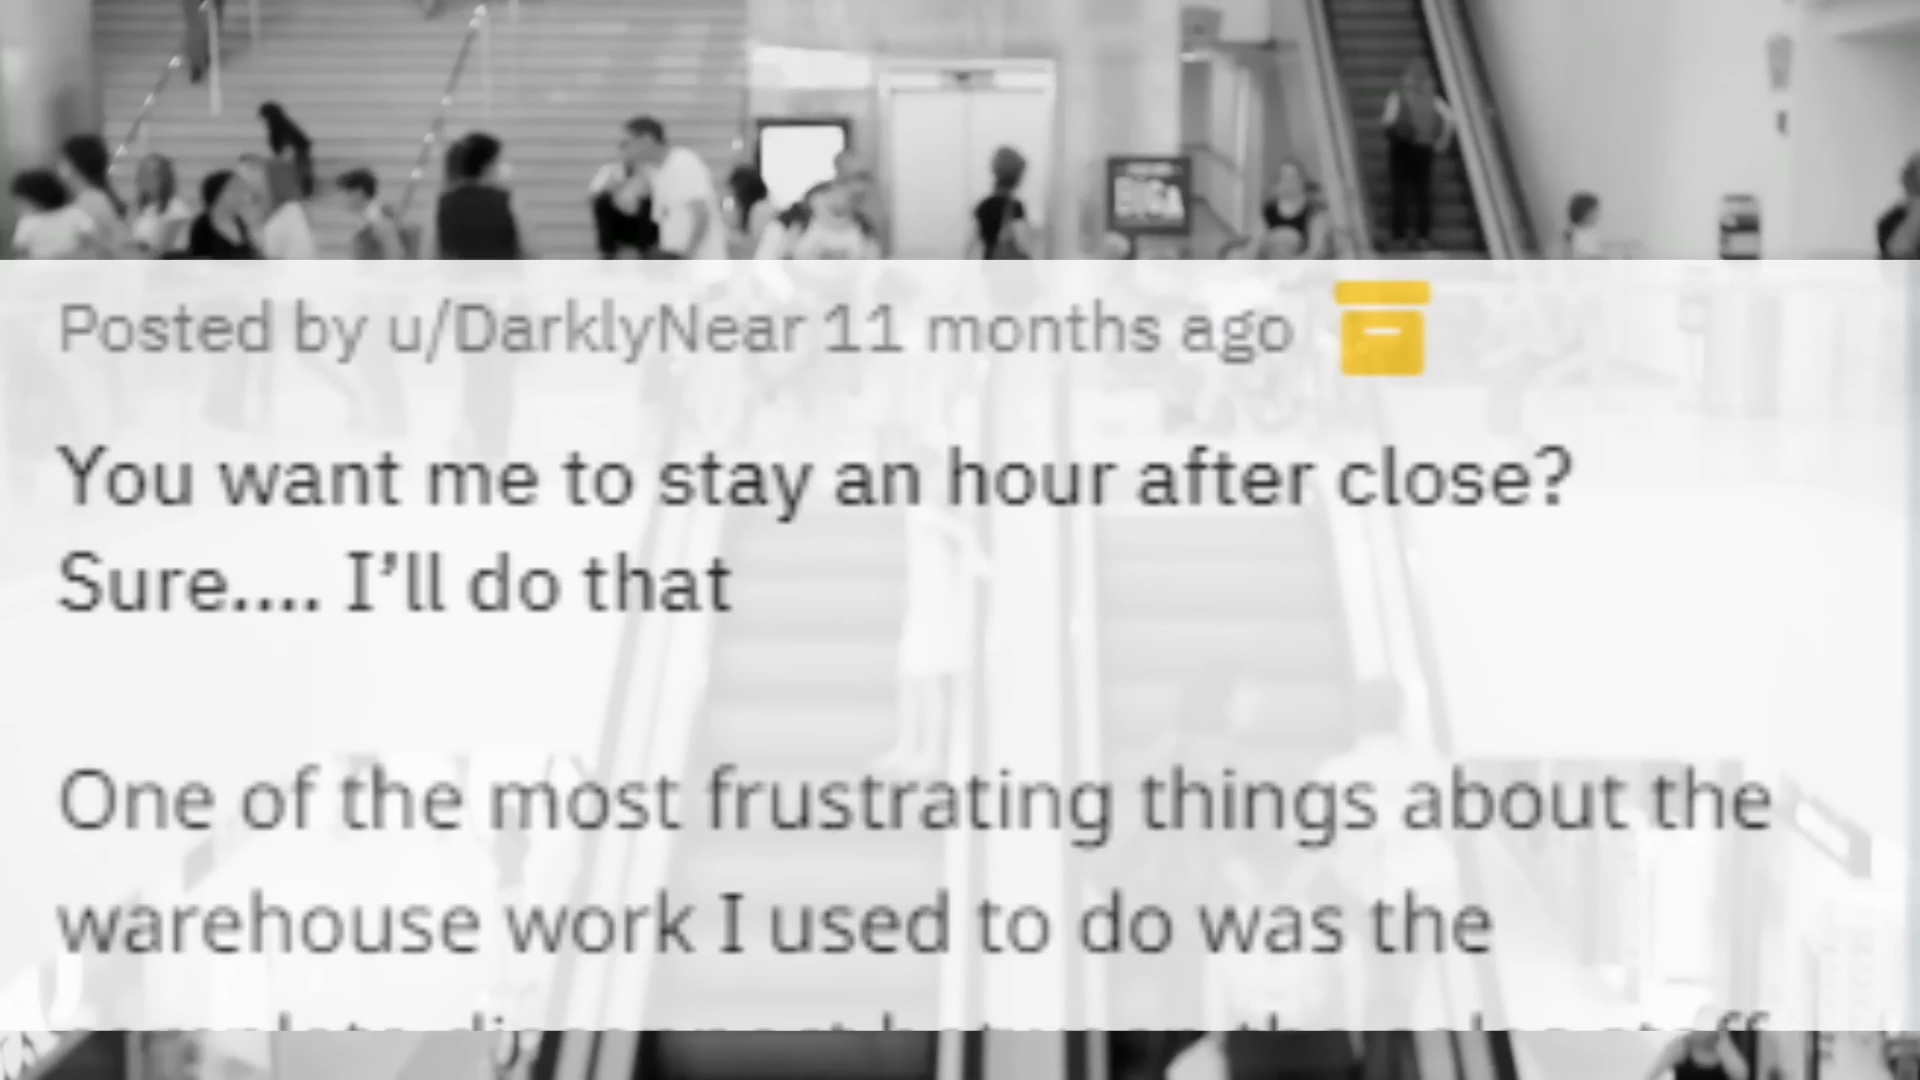 Posted by u/DarklyNear 11 months ago
You want me to stay an hour after close?
Sure.... I’ll do that
One of the most frustrating things about the
warehouse work I used to do was the